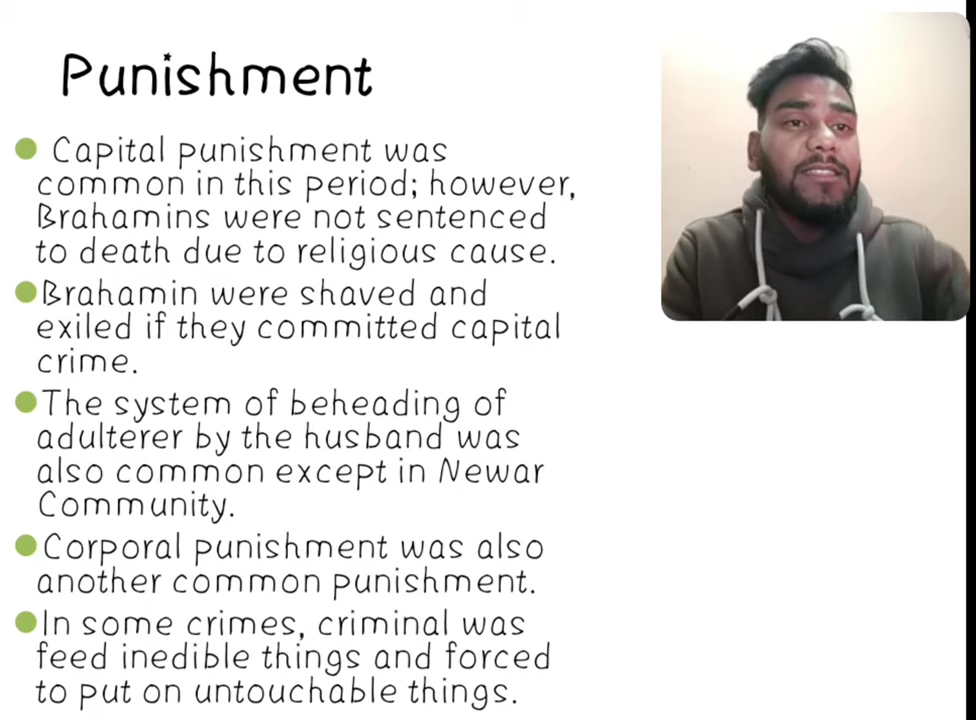 Punishment
Capital punishment was
common in this period; however,
Brahamins were not sentenced
to death due to religious cause.
Brahamin were shaved and
exiled if they committed capital
crime.
The system of beheading of
adulterer by the husband was
also common except in Newar
Community.
Corporal punishment was also
another common punishment.
In some crimes, criminal was
feed inedible things and forced
to put on untouchable things.